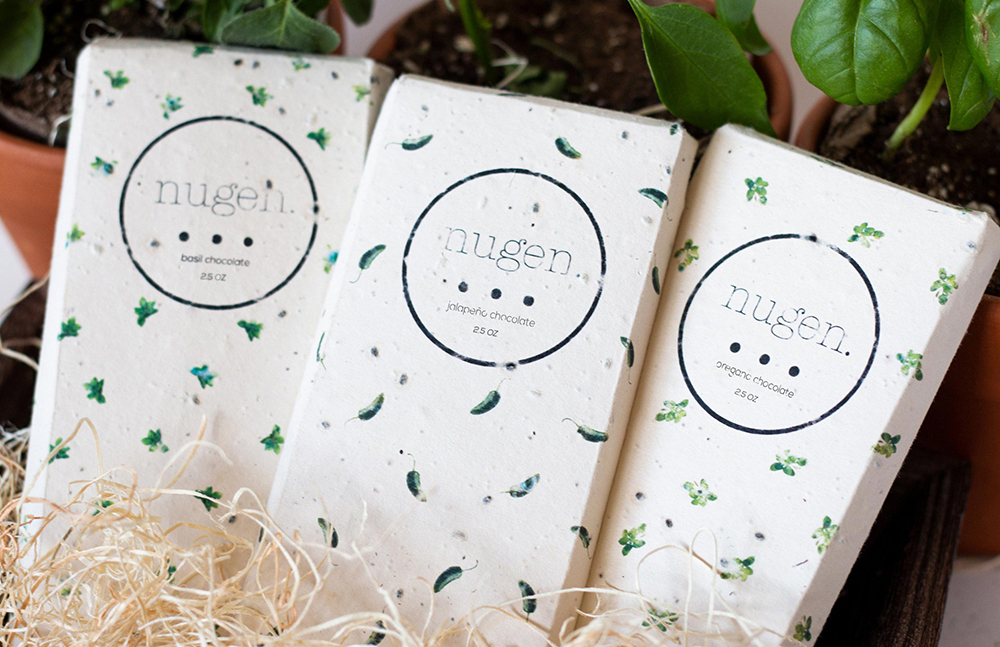 nugen.
basil chocolate
2.5 OZ
nugen.
jalapeño chocolate
2.5 OZ
nugen.
oregano chocolate
2.5 OZ